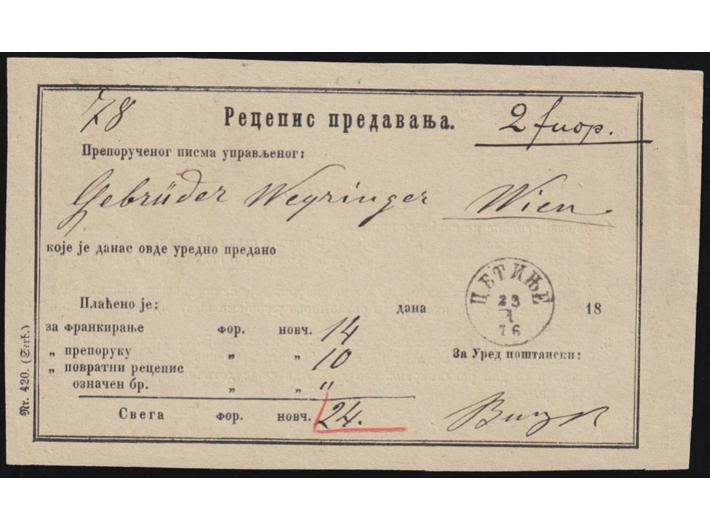 78 Рецепис предавања. 2 фиор.
Препорученог писма управљеног:
Gebrüder Weyringer Wien
које је данас овде уредно предано
Плаћено је: дана ЦЕТИЊЕ 23/1 76 18
за франкирање фор. новч. 14
„ препоруку „ „ 10
„ повратни рецепис
означен бр. „ „ „
За Уред поштански:
Свега фор. новч. 24.
Nr. 420. (Serb.)